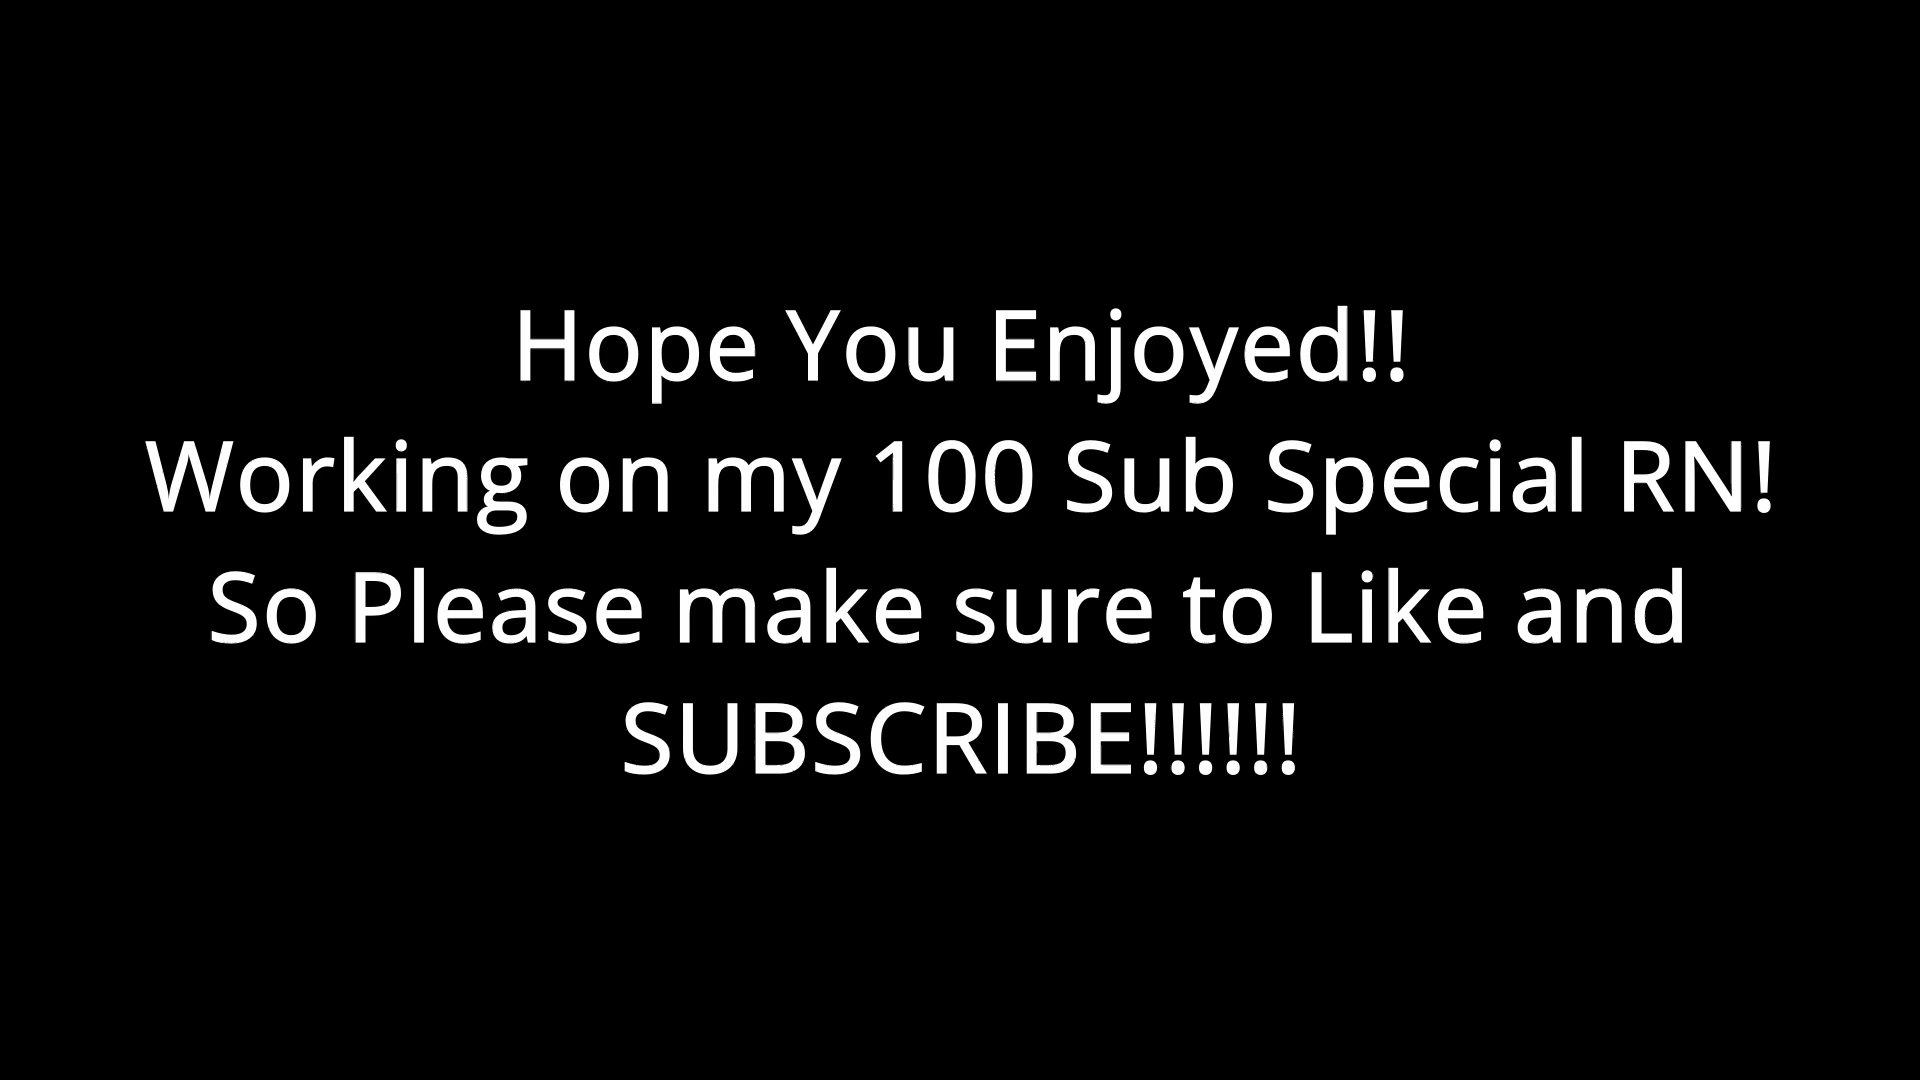 Hope You Enjoyed!!
Working on my 100 Sub Special RN!
So Please make sure to Like and
SUBSCRIBE!!!!!!